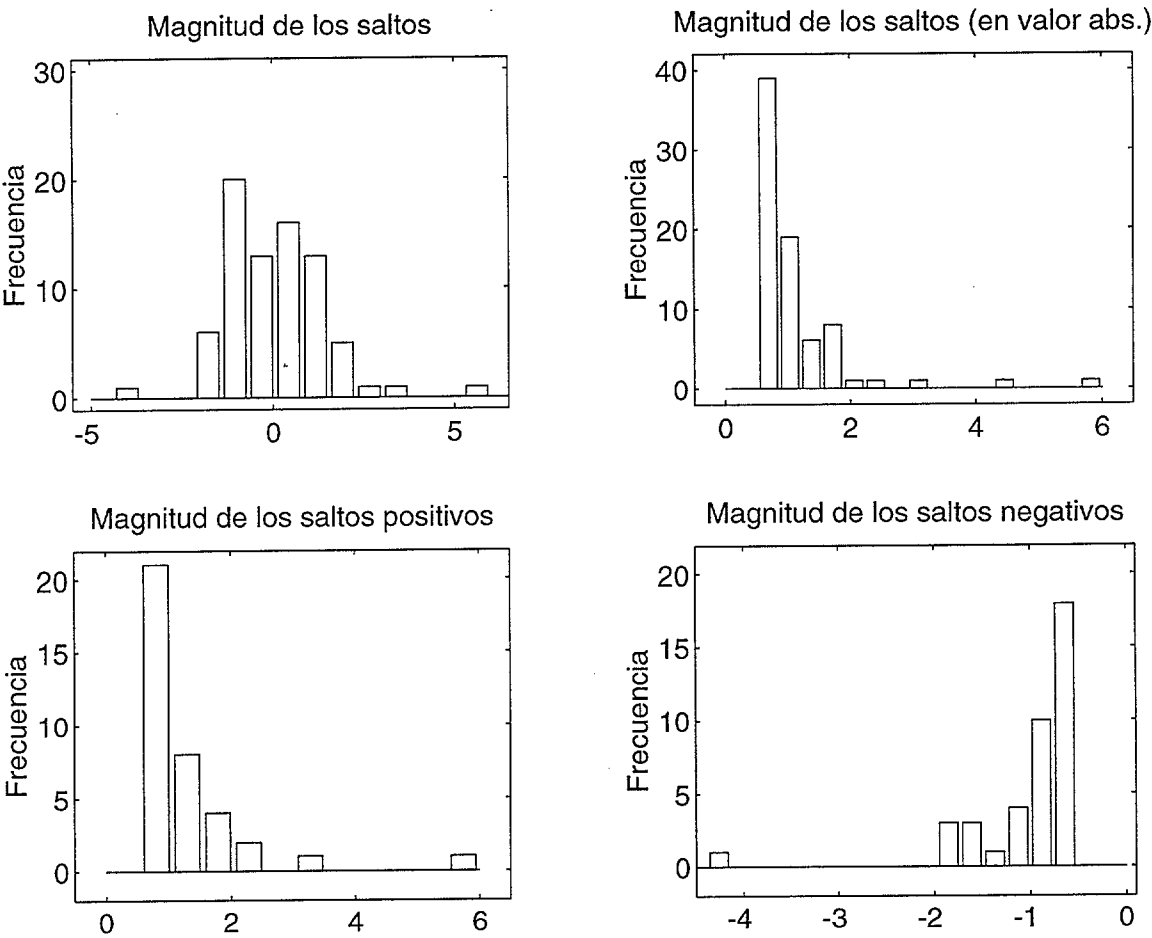 Magnitud de los saltos
30
20
10
0
Frecuencia
-5 0 5
Magnitud de los saltos (en valor abs.)
40
30
20
10
0
Frecuencia
0 2 4 6
Magnitud de los saltos positivos
20
15
10
5
0
Frecuencia
0 2 4 6
Magnitud de los saltos negativos
20
15
10
5
0
Frecuencia
-4 -3 -2 -1 0